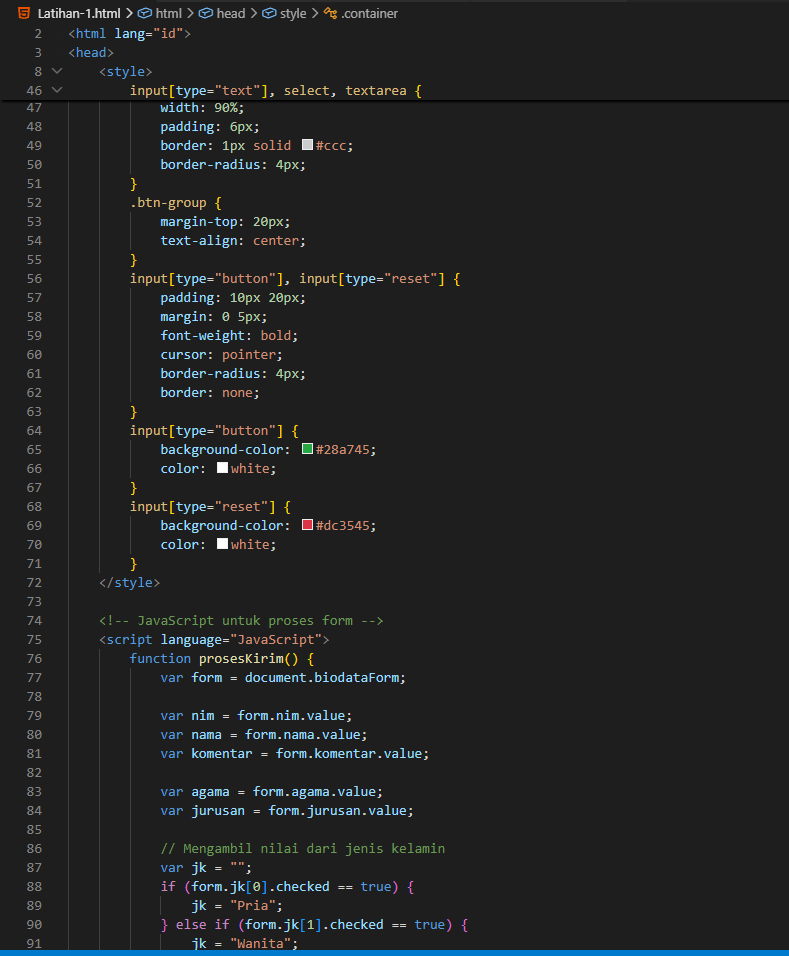 Latihan-1.html > html > head > style > .container
2 <html lang="id">
3 <head>
8 <style>
46 input[type="text"], select, textarea {
47 width: 90%;
48 padding: 6px;
49 border: 1px solid #ccc;
50 border-radius: 4px;
51 }
52 .btn-group {
53 margin-top: 20px;
54 text-align: center;
55 }
56 input[type="button"], input[type="reset"] {
57 padding: 10px 20px;
58 margin: 0 5px;
59 font-weight: bold;
60 cursor: pointer;
61 border-radius: 4px;
62 border: none;
63 }
64 input[type="button"] {
65 background-color: #28a745;
66 color: white;
67 }
68 input[type="reset"] {
69 background-color: #dc3545;
70 color: white;
71 }
72 </style>
73
74 <!-- JavaScript untuk proses form -->
75 <script language="JavaScript">
76 function prosesKirim() {
77 var form = document.biodataForm;
78
79 var nim = form.nim.value;
80 var nama = form.nama.value;
81 var komentar = form.komentar.value;
82
83 var agama = form.agama.value;
84 var jurusan = form.jurusan.value;
85
86 // Mengambil nilai dari jenis kelamin
87 var jk = "";
88 if (form.jk[0].checked == true) {
89 jk = "Pria";
90 } else if (form.jk[1].checked == true) {
91 jk = "Wanita";